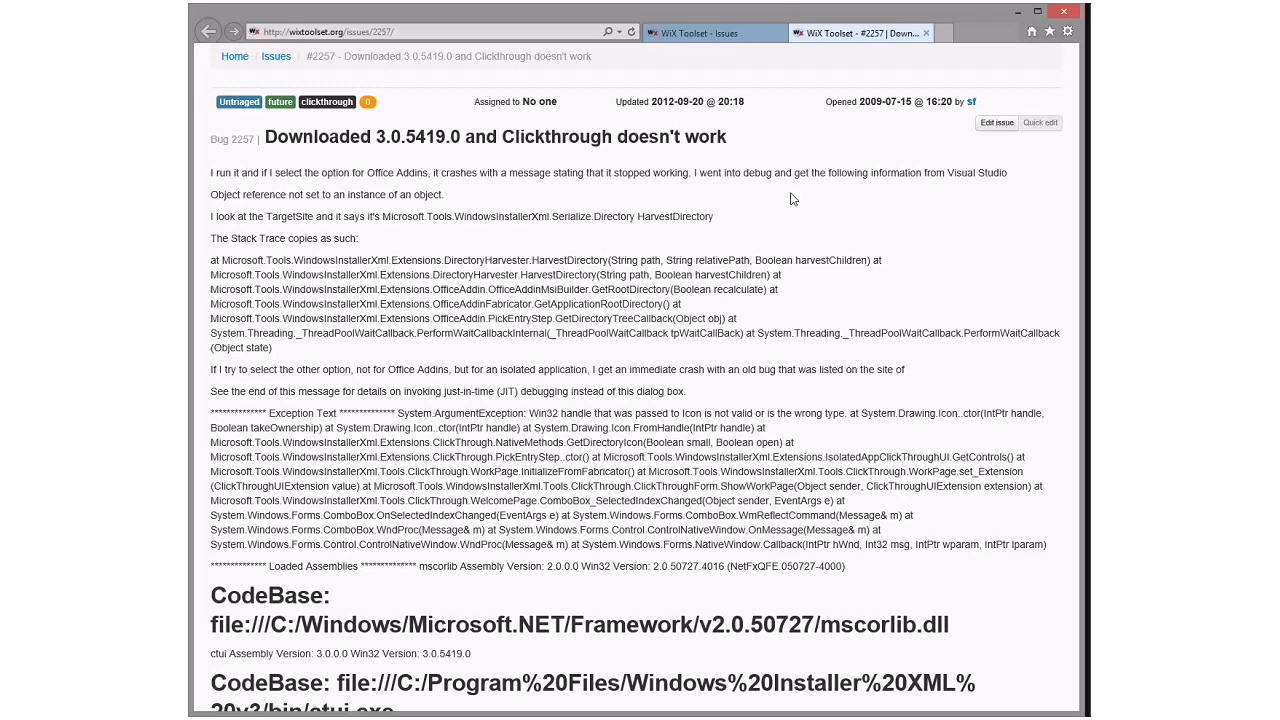 http://wixtoolset.org/issues/2257/
WiX Toolset - Issues
WiX Toolset - #2257 | Down...
Home / Issues / #2257 - Downloaded 3.0.5419.0 and Clickthrough doesn't work
Untriaged future clickthrough 0 Assigned to No one Updated 2012-09-20 @ 20:18 Opened 2009-07-15 @ 16:20 by sf
Edit issue Quick edit
Bug 2257 | Downloaded 3.0.5419.0 and Clickthrough doesn't work
I run it and if I select the option for Office Addins, it crashes with a message stating that it stopped working. I went into debug and get the following information from Visual Studio
Object reference not set to an instance of an object.
I look at the TargetSite and it says it's Microsoft.Tools.WindowsInstallerXml.Serialize.Directory HarvestDirectory
The Stack Trace copies as such:
at Microsoft.Tools.WindowsInstallerXml.Extensions.DirectoryHarvester.HarvestDirectory(String path, String relativePath, Boolean harvestChildren) at
Microsoft.Tools.WindowsInstallerXml.Extensions.DirectoryHarvester.HarvestDirectory(String path, Boolean harvestChildren) at
Microsoft.Tools.WindowsInstallerXml.Extensions.OfficeAddin.OfficeAddinMsiBuilder.GetRootDirectory(Boolean recalculate) at
Microsoft.Tools.WindowsInstallerXml.Extensions.OfficeAddinFabricator.GetApplicationRootDirectory() at
Microsoft.Tools.WindowsInstallerXml.Extensions.OfficeAddin.PickEntryStep.GetDirectoryTreeCallback(Object obj) at
System.Threading._ThreadPoolWaitCallback.PerformWaitCallbackInternal(_ThreadPoolWaitCallback tpWaitCallBack) at System.Threading._ThreadPoolWaitCallback.PerformWaitCallback
(Object state)
If I try to select the other option, not for Office Addins, but for an isolated application, I get an immediate crash with an old bug that was listed on the site of
See the end of this message for details on invoking just-in-time (JIT) debugging instead of this dialog box.
************** Exception Text ************** System.ArgumentException: Win32 handle that was passed to Icon is not valid or is the wrong type. at System.Drawing.Icon..ctor(IntPtr handle,
Boolean takeOwnership) at System.Drawing.Icon..ctor(IntPtr handle) at System.Drawing.Icon.FromHandle(IntPtr handle) at
Microsoft.Tools.WindowsInstallerXml.Extensions.ClickThrough.NativeMethods.GetDirectoryIcon(Boolean small, Boolean open) at
Microsoft.Tools.WindowsInstallerXml.Extensions.ClickThrough.PickEntryStep..ctor() at Microsoft.Tools.WindowsInstallerXml.Extensions.IsolatedAppClickThroughUI.GetControls() at
Microsoft.Tools.WindowsInstallerXml.Tools.ClickThrough.WorkPage.InitializeFromFabricator() at Microsoft.Tools.WindowsInstallerXml.Tools.ClickThrough.WorkPage.set_Extension
(ClickThroughUIExtension value) at Microsoft.Tools.WindowsInstallerXml.Tools.ClickThrough.ClickThroughForm.ShowWorkPage(Object sender, ClickThroughUIExtension extension) at
Microsoft.Tools.WindowsInstallerXml.Tools.ClickThrough.WelcomePage.ComboBox_SelectedIndexChanged(Object sender, EventArgs e) at
System.Windows.Forms.ComboBox.OnSelectedIndexChanged(EventArgs e) at System.Windows.Forms.ComboBox.WmReflectCommand(Message& m) at
System.Windows.Forms.ComboBox.WndProc(Message& m) at System.Windows.Forms.Control.ControlNativeWindow.OnMessage(Message& m) at
System.Windows.Forms.Control.ControlNativeWindow.WndProc(Message& m) at System.Windows.Forms.NativeWindow.Callback(IntPtr hWnd, Int32 msg, IntPtr wparam, IntPtr lparam)
************** Loaded Assemblies ************** mscorlib Assembly Version: 2.0.0.0 Win32 Version: 2.0.50727.4016 (NetFxQFE.050727-4000)
CodeBase:
file:///C:/Windows/Microsoft.NET/Framework/v2.0.50727/mscorlib.dll
ctui Assembly Version: 3.0.0.0 Win32 Version: 3.0.5419.0
CodeBase: file:///C:/Program%20Files/Windows%20Installer%20XML%
20v3/bin/ctui.exe